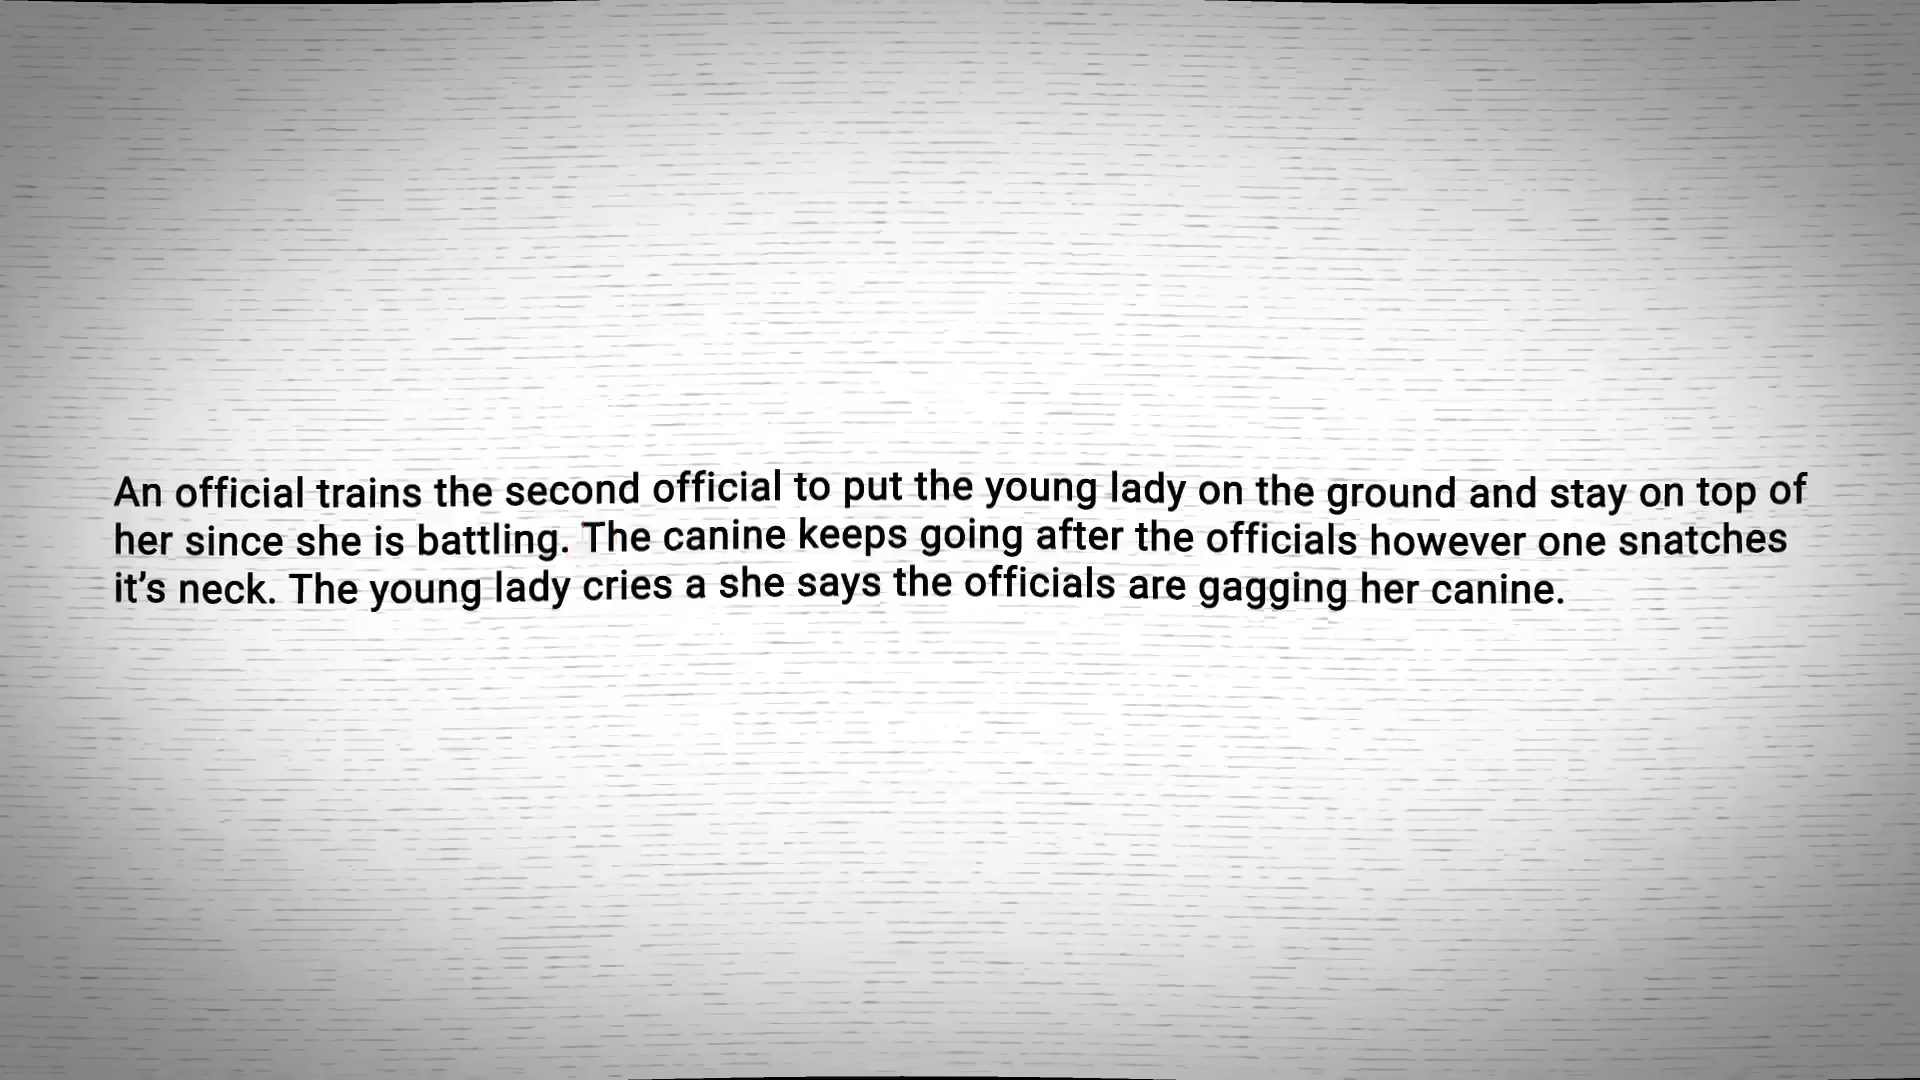 An official trains the second official to put the young lady on the ground and stay on top of
her since she is battling. The canine keeps going after the officials however one snatches
it’s neck. The young lady cries a she says the officials are gagging her canine.